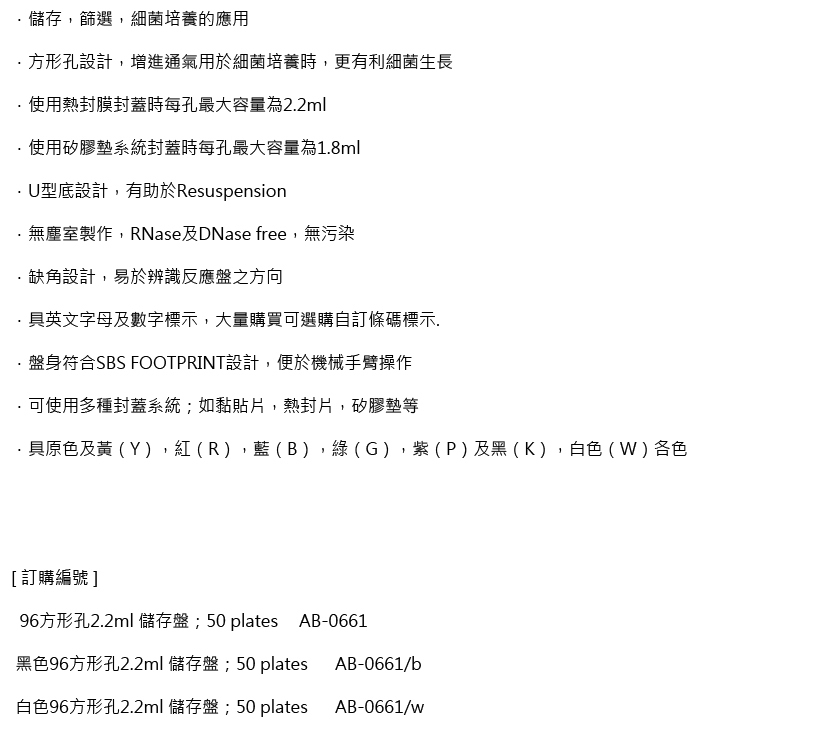 · 儲存，篩選，細菌培養的應用
· 方形孔設計，增進通氣用於細菌培養時，更有利細菌生長
· 使用熱封膜封蓋時每孔最大容量為2.2ml
· 使用矽膠墊系統封蓋時每孔最大容量為1.8ml
· U型底設計，有助於Resuspension
· 無塵室製作，RNase及DNase free，無污染
· 缺角設計，易於辨識反應盤之方向
· 具英文字母及數字標示，大量購買可選購自訂條碼標示.
· 盤身符合SBS FOOTPRINT設計，便於機械手臂操作
· 可使用多種封蓋系統；如黏貼片，熱封片，矽膠墊等
· 具原色及黃（Y），紅（R），藍（B），綠（G），紫（P）及黑（K），白色（W）各色
[ 訂購編號 ]
96方形孔2.2ml 儲存盤；50 plates AB-0661
黑色96方形孔2.2ml 儲存盤；50 plates AB-0661/b
白色96方形孔2.2ml 儲存盤；50 plates AB-0661/w